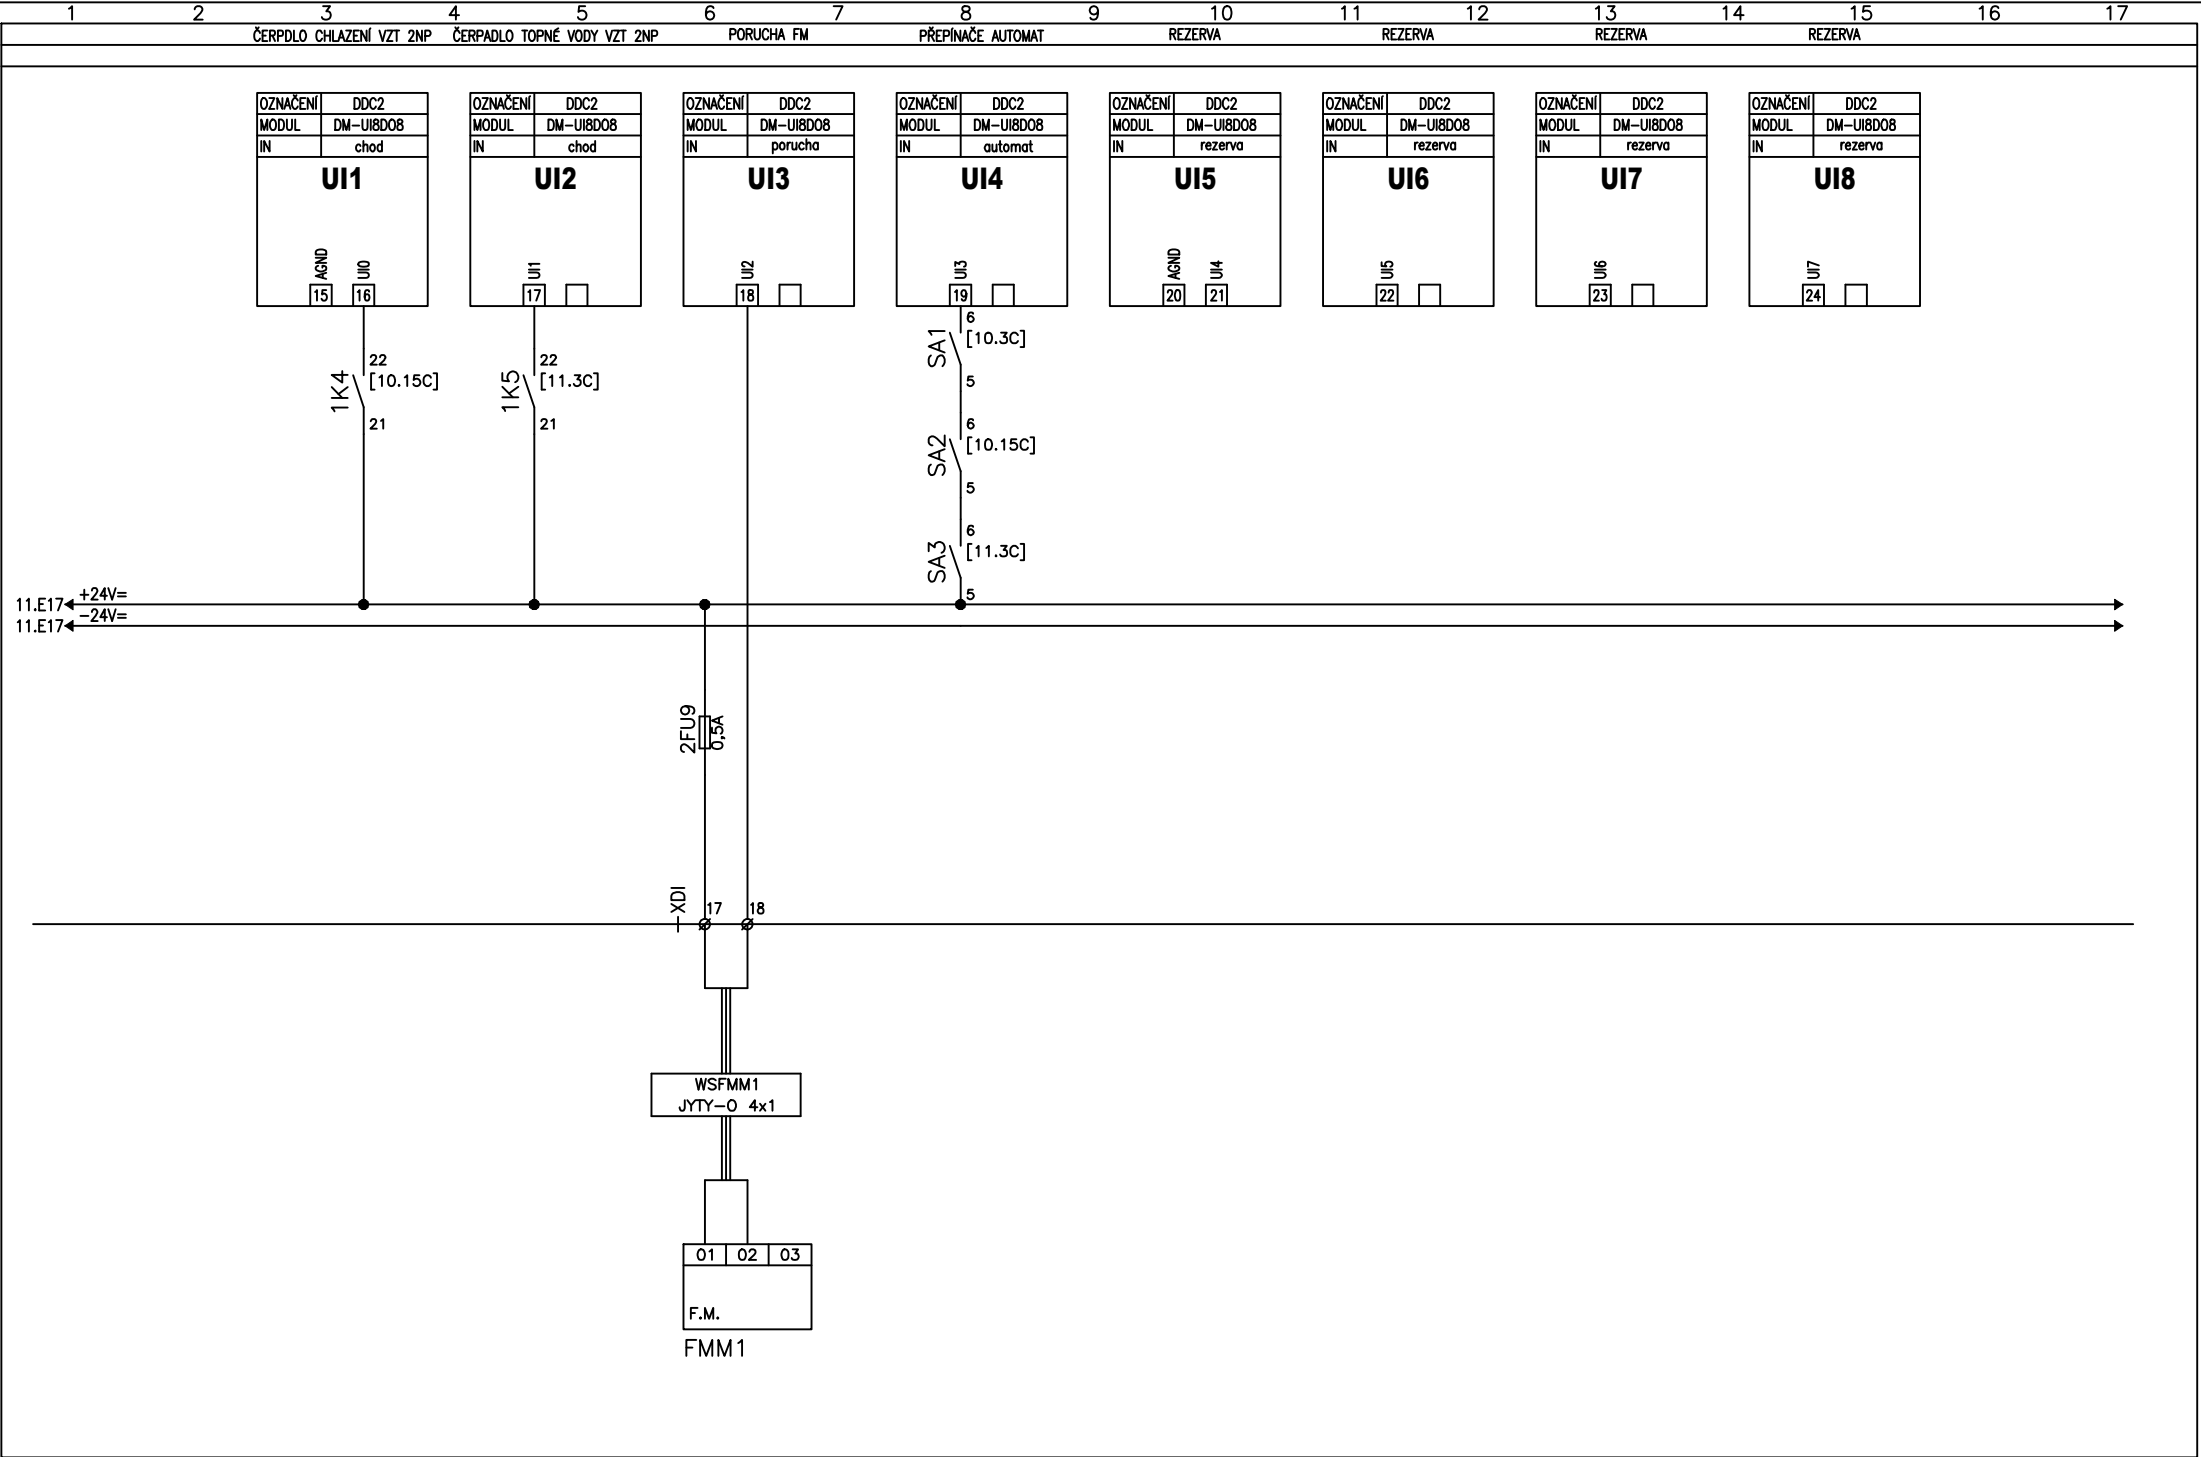 1 2 3 4 5 6 7 8 9 10 11 12 13 14 15 16 17
ČERPDLO CHLAZENÍ VZT 2NP ČERPADLO TOPNÉ VODY VZT 2NP PORUCHA FM PŘEPÍNAČE AUTOMAT REZERVA REZERVA REZERVA REZERVA
OZNAČENÍ DDC2 OZNAČENÍ DDC2 OZNAČENÍ DDC2 OZNAČENÍ DDC2 OZNAČENÍ DDC2 OZNAČENÍ DDC2 OZNAČENÍ DDC2 OZNAČENÍ DDC2
MODUL DM-UI8DO8 MODUL DM-UI8DO8 MODUL DM-UI8DO8 MODUL DM-UI8DO8 MODUL DM-UI8DO8 MODUL DM-UI8DO8 MODUL DM-UI8DO8 MODUL DM-UI8DO8
IN chod IN chod IN porucha IN automat IN rezerva IN rezerva IN rezerva IN rezerva
UI1 UI2 UI3 UI4 UI5 UI6 UI7 UI8
AGND UI0 UI1 UI2 UI3 AGND UI4 UI5 UI6 UI7
15 16 17 18 19 20 21 22 23 24
6
SA1 [10.3C]
22 22
1K4 [10.15C] 1K5 [11.3C] 5
21 21 6
SA2 [10.15C]
5
6
SA3 [11.3C]
5
11.E17 +24V=
11.E17 -24V=
2FU9 0,5A
XDI 17 18
WSFMM1
JYTY-O 4x1
01 02 03
F.M.
FMM1